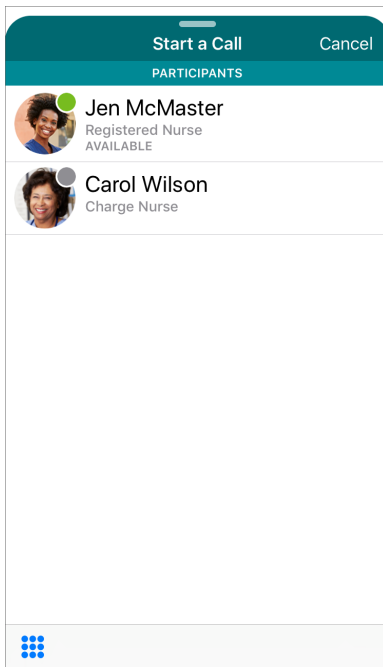 Start a Call
Cancel
PARTICIPANTS
Jen McMaster
Registered Nurse
AVAILABLE
Carol Wilson
Charge Nurse